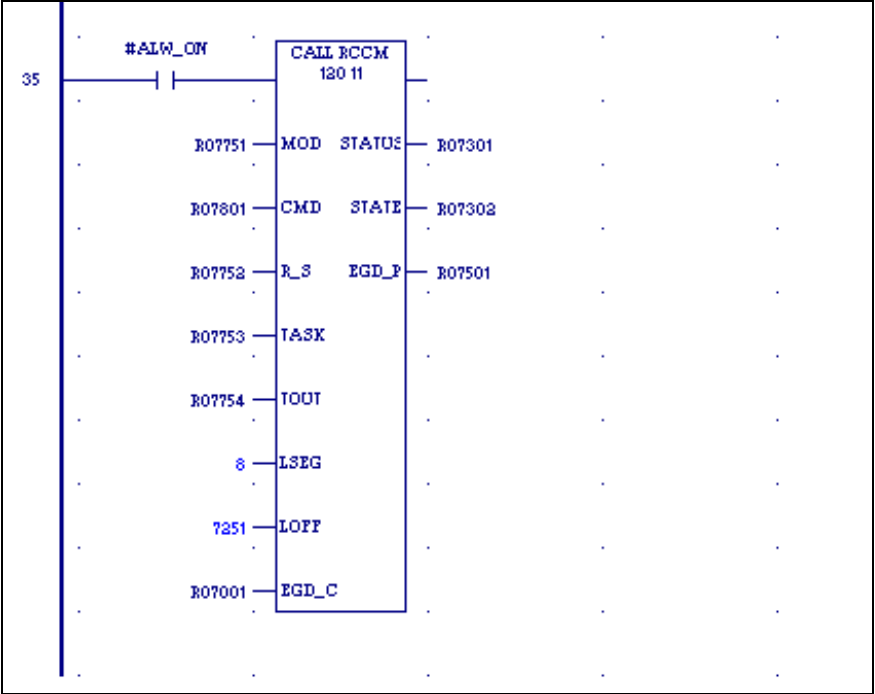 #ALW_ON
CALL RCCM
120 11
35
R07751 MOD STATUS R07301
R07801 CMD STATE R07302
R07752 R_S EGD_P R07501
R07753 TASK
R07754 TOUT
8 LSEG
7251 LOFF
R07001 EGD_C